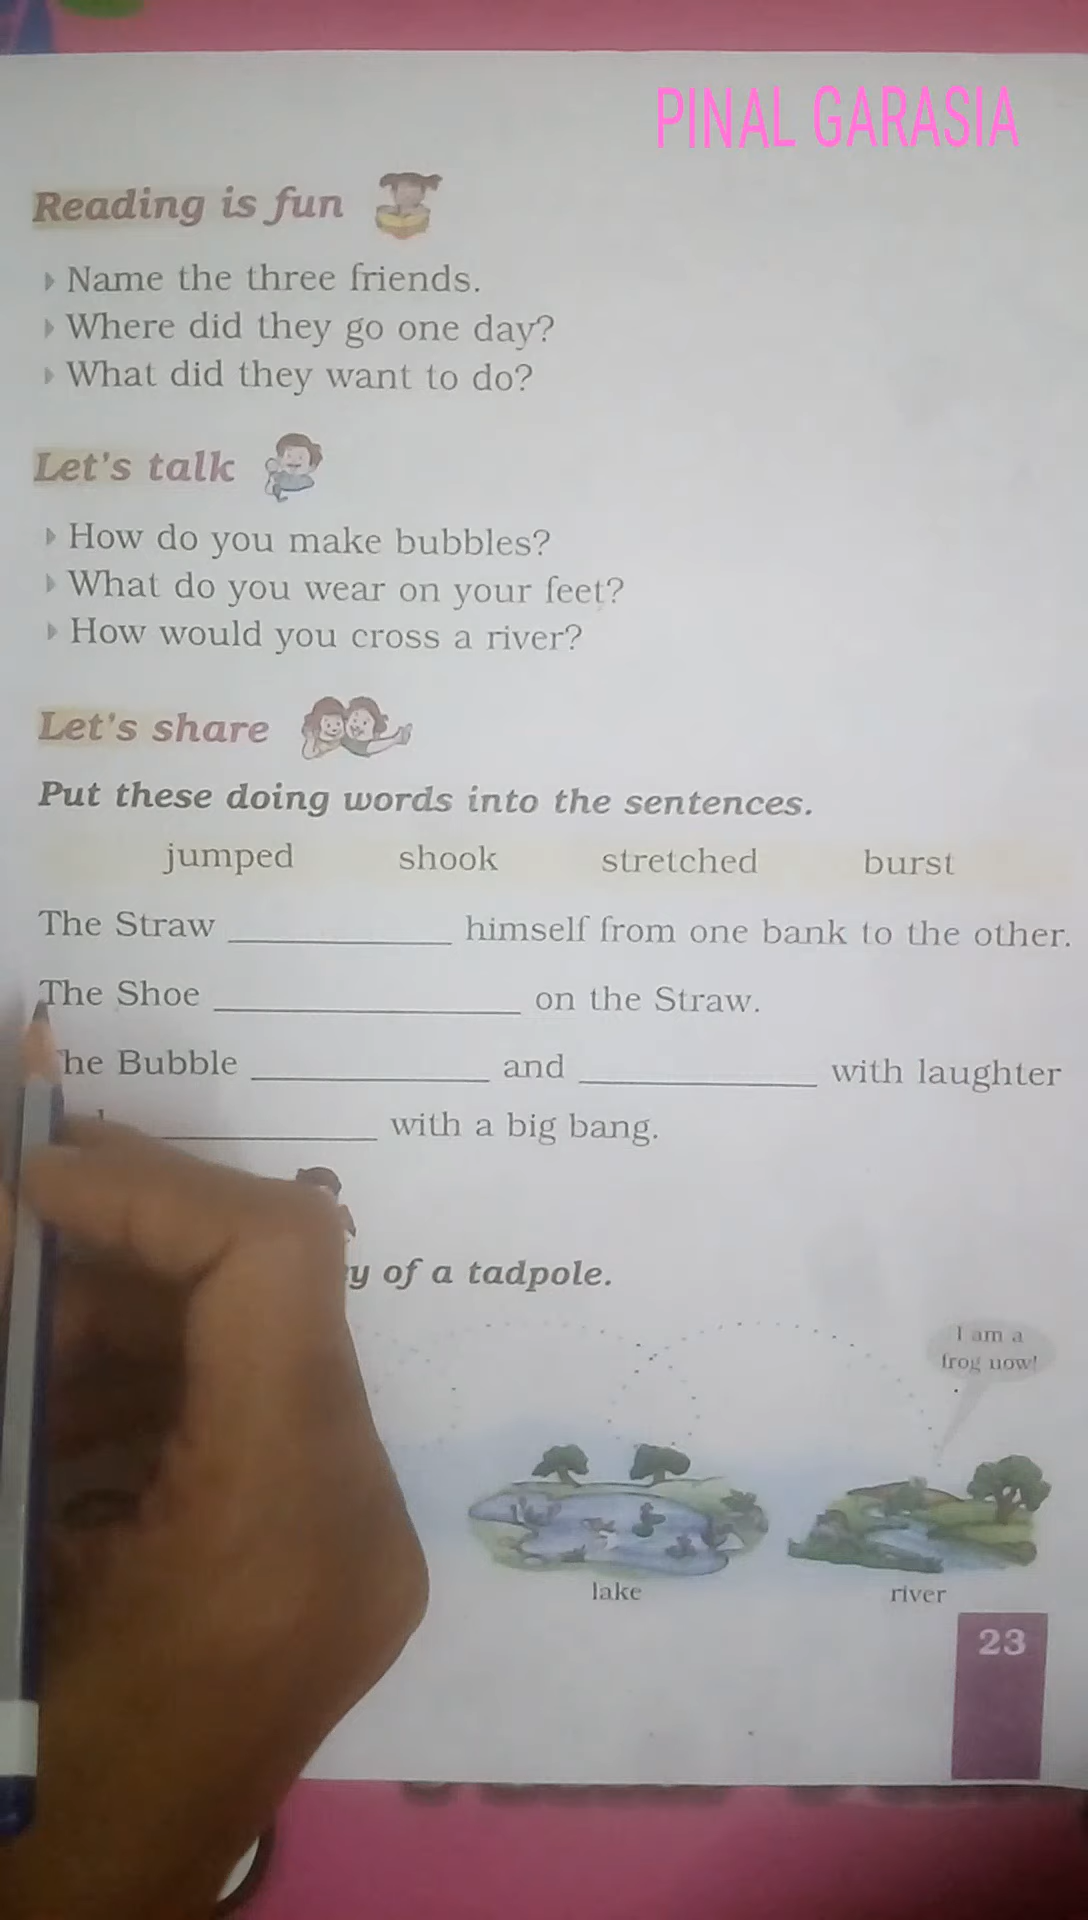 PINAL GARASIA
Reading is fun
Name the three friends.
Where did they go one day?
What did they want to do?
Let's talk
How do you make bubbles?
What do you wear on your feet?
How would you cross a river?
Let's share
Put these doing words into the sentences.
jumped shook stretched burst
The Straw ____________ himself from one bank to the other.
The Shoe ________________ on the Straw.
The Bubble ____________ and ____________ with laughter
____________ with a big bang.
of a tadpole.
I am a
frog now!
lake river
23